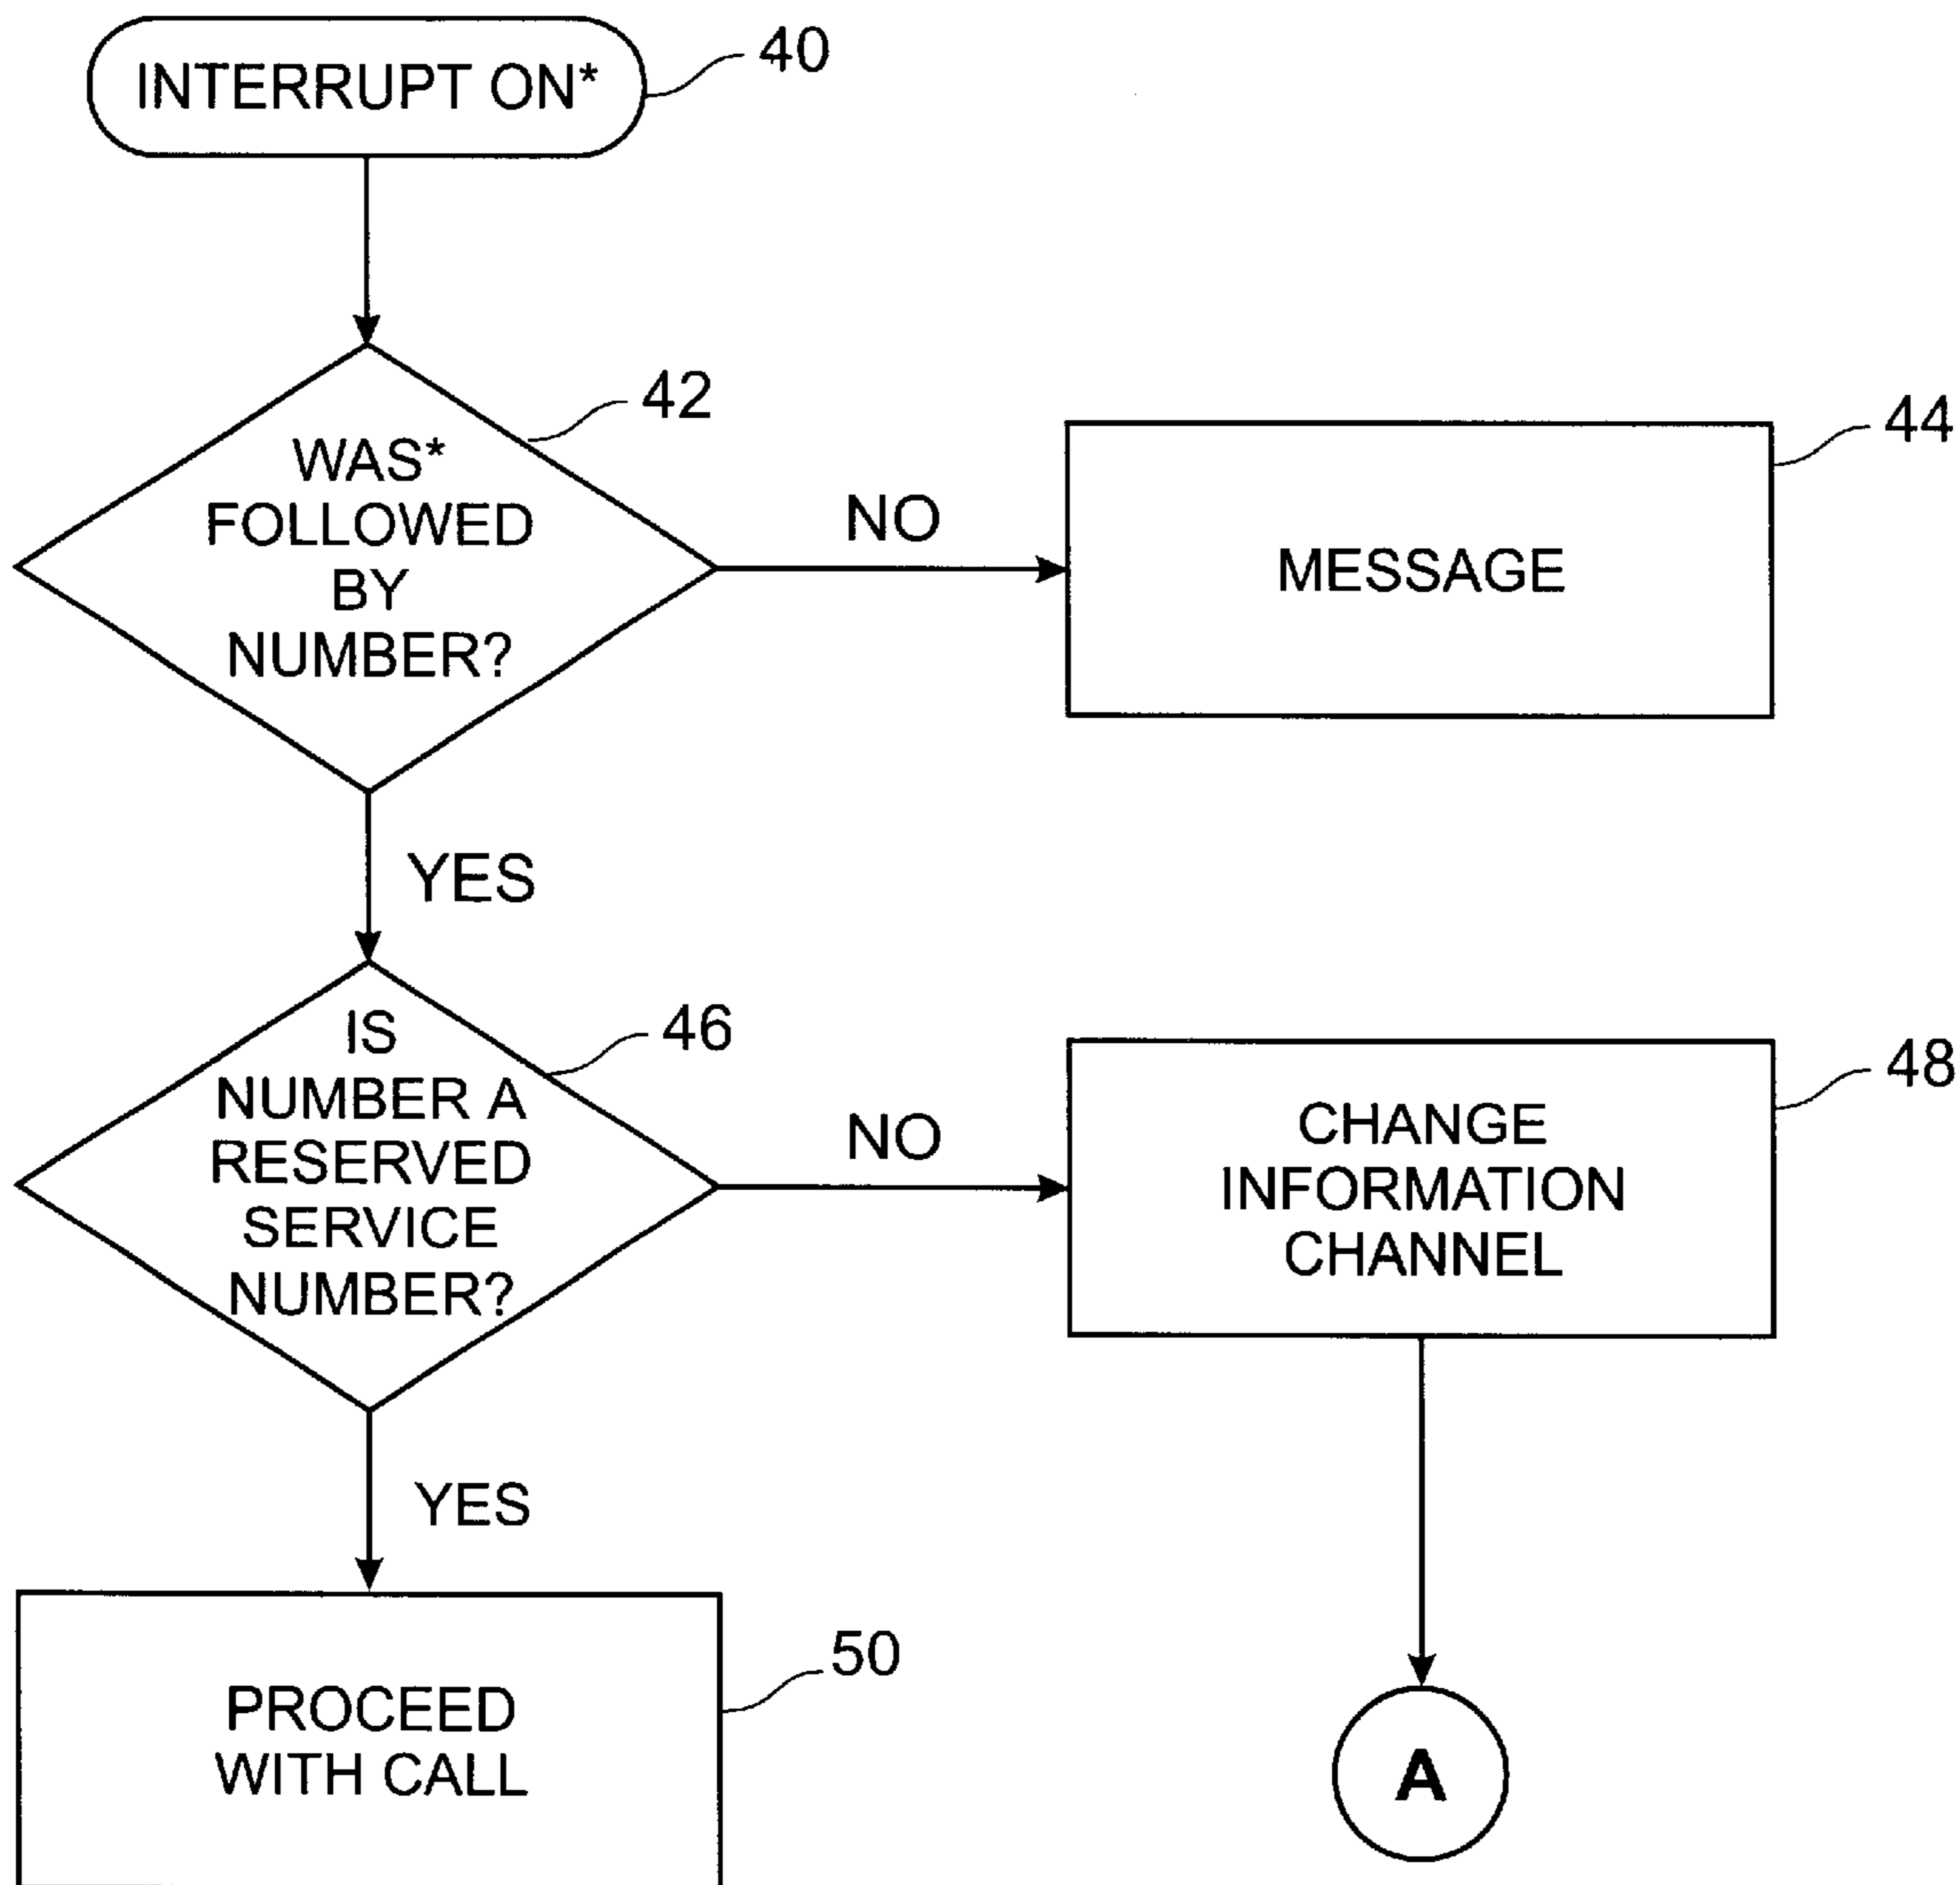 INTERRUPT ON*
40
42
WAS*
FOLLOWED
BY
NUMBER?
NO
44
MESSAGE
YES
46
IS
NUMBER A
RESERVED
SERVICE
NUMBER?
NO
48
CHANGE
INFORMATION
CHANNEL
YES
50
PROCEED
WITH CALL
A